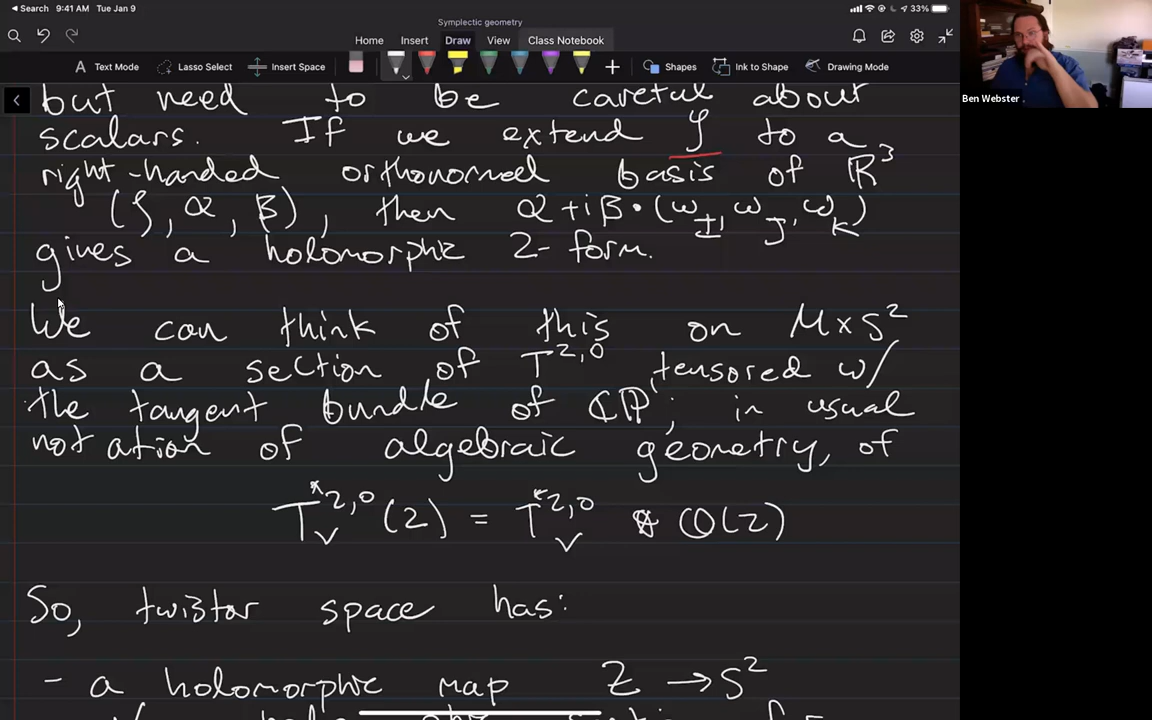 Search 9:41 AM Tue Jan 9
33%
Symplectic geometry
Home Insert Draw View Class Notebook
Text Mode Lasso Select Insert Space Shapes Ink to Shape Drawing Mode
Ben Webster
but need to be careful about
scalars. If we extend ζ to a
right-handed orthonormal basis of ℝ³
(ζ, α, β), then α+iβ•(ω_I, ω_J, ω_K)
gives a holomorphic 2-form.
We can think of this on M×S²
as a section of T^{2,0}, tensored w/
the tangent bundle of ℂℙ¹; in usual
notation of algebraic geometry, of
T_V^{*2,0}(2) = T_V^{*2,0} ⊗ O(2)
So, twistor space has:
- a holomorphic map Z → S²